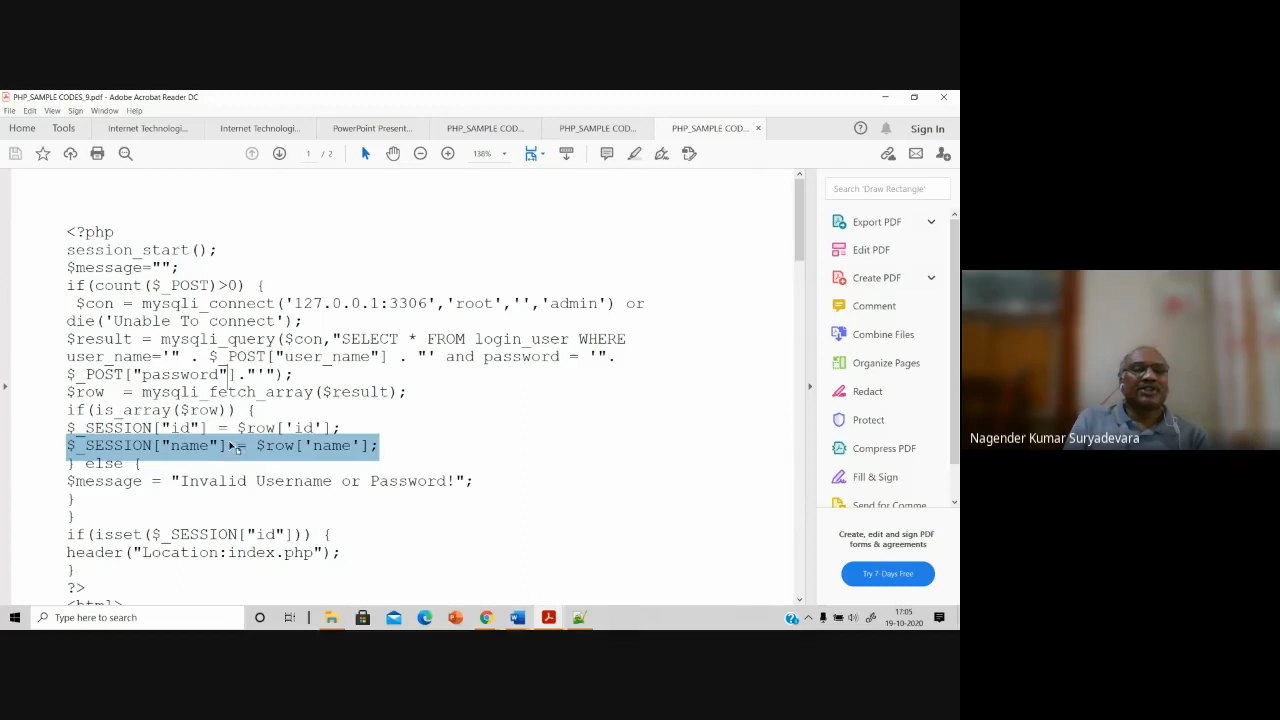 PHP_SAMPLE CODES_9.pdf - Adobe Acrobat Reader DC
File Edit View Sign Window Help
Home Tools Internet Technologi... Internet Technologi... PowerPoint Present... PHP_SAMPLE COD... PHP_SAMPLE COD... PHP_SAMPLE COD... × Sign In
1 / 2 138%
Search 'Draw Rectangle'
Export PDF
Edit PDF
Create PDF
Comment
Combine Files
Organize Pages
Redact
Protect
Compress PDF
Fill & Sign
Send for Comme
Create, edit and sign PDF
forms & agreements
Try 7-Days Free
<?php
session_start();
$message="";
if(count($_POST)>0) {
$con = mysqli_connect('127.0.0.1:3306','root','','admin') or
die('Unable To connect');
$result = mysqli_query($con,"SELECT * FROM login_user WHERE
user_name='" . $_POST["user_name"] . "' and password = '".
$_POST["password"]."'");
$row  = mysqli_fetch_array($result);
if(is_array($row)) {
$_SESSION["id"] = $row['id'];
$_SESSION["name"] = $row['name'];
} else {
$message = "Invalid Username or Password!";
}
}
if(isset($_SESSION["id"])) {
header("Location:index.php");
}
?>
<html>
Nagender Kumar Suryadevara
Type here to search
17:05
19-10-2020